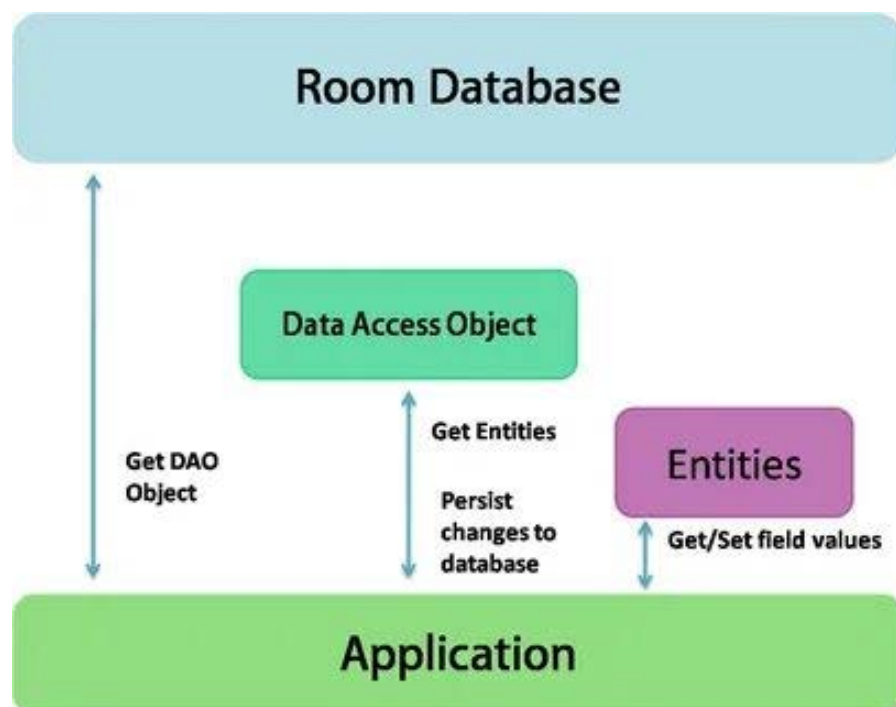 Room Database
Data Access Object
Get Entities
Entities
Get DAO
Object
Persist
changes to
database
Get/Set field values
Application